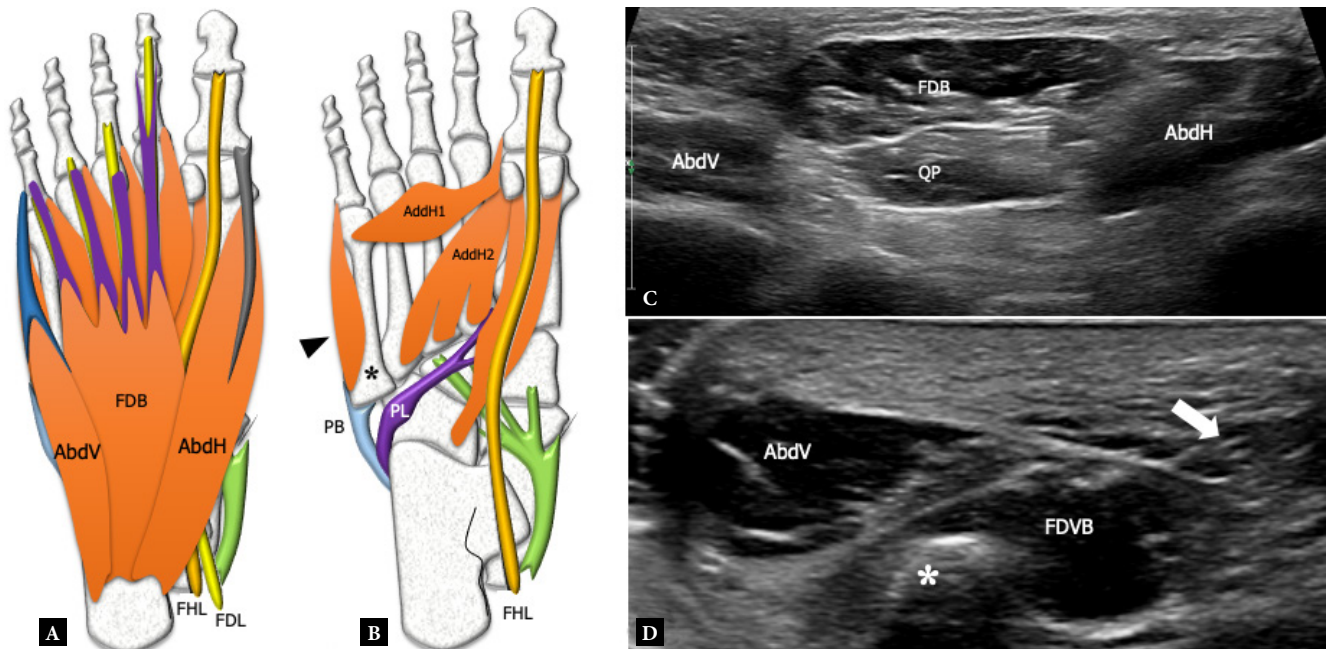 FDB
AbdV
AbdH
FHL
FDL
A
AddH1
AddH2
*
PB
PL
FHL
B
FDB
AbdV
QP
AbdH
C
AbdV
FDVB
*
D